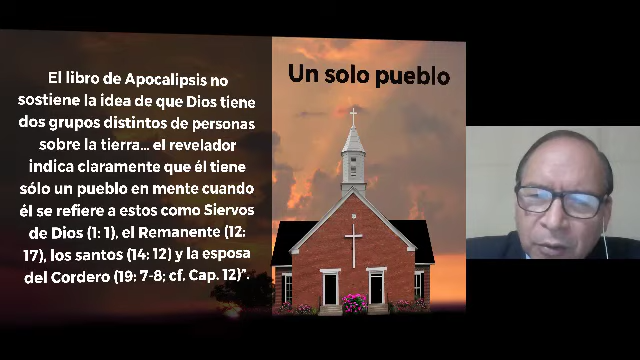 El libro de Apocalipsis no
sostiene la idea de que Dios tiene
dos grupos distintos de personas
sobre la tierra... el revelador
indica claramente que él tiene
sólo un pueblo en mente cuando
él se refiere a estos como Siervos
de Dios (1: 1), el Remanente (12:
17), los santos (14: 12) y la esposa
del Cordero (19: 7-8; cf. Cap. 12)”.
Un solo pueblo